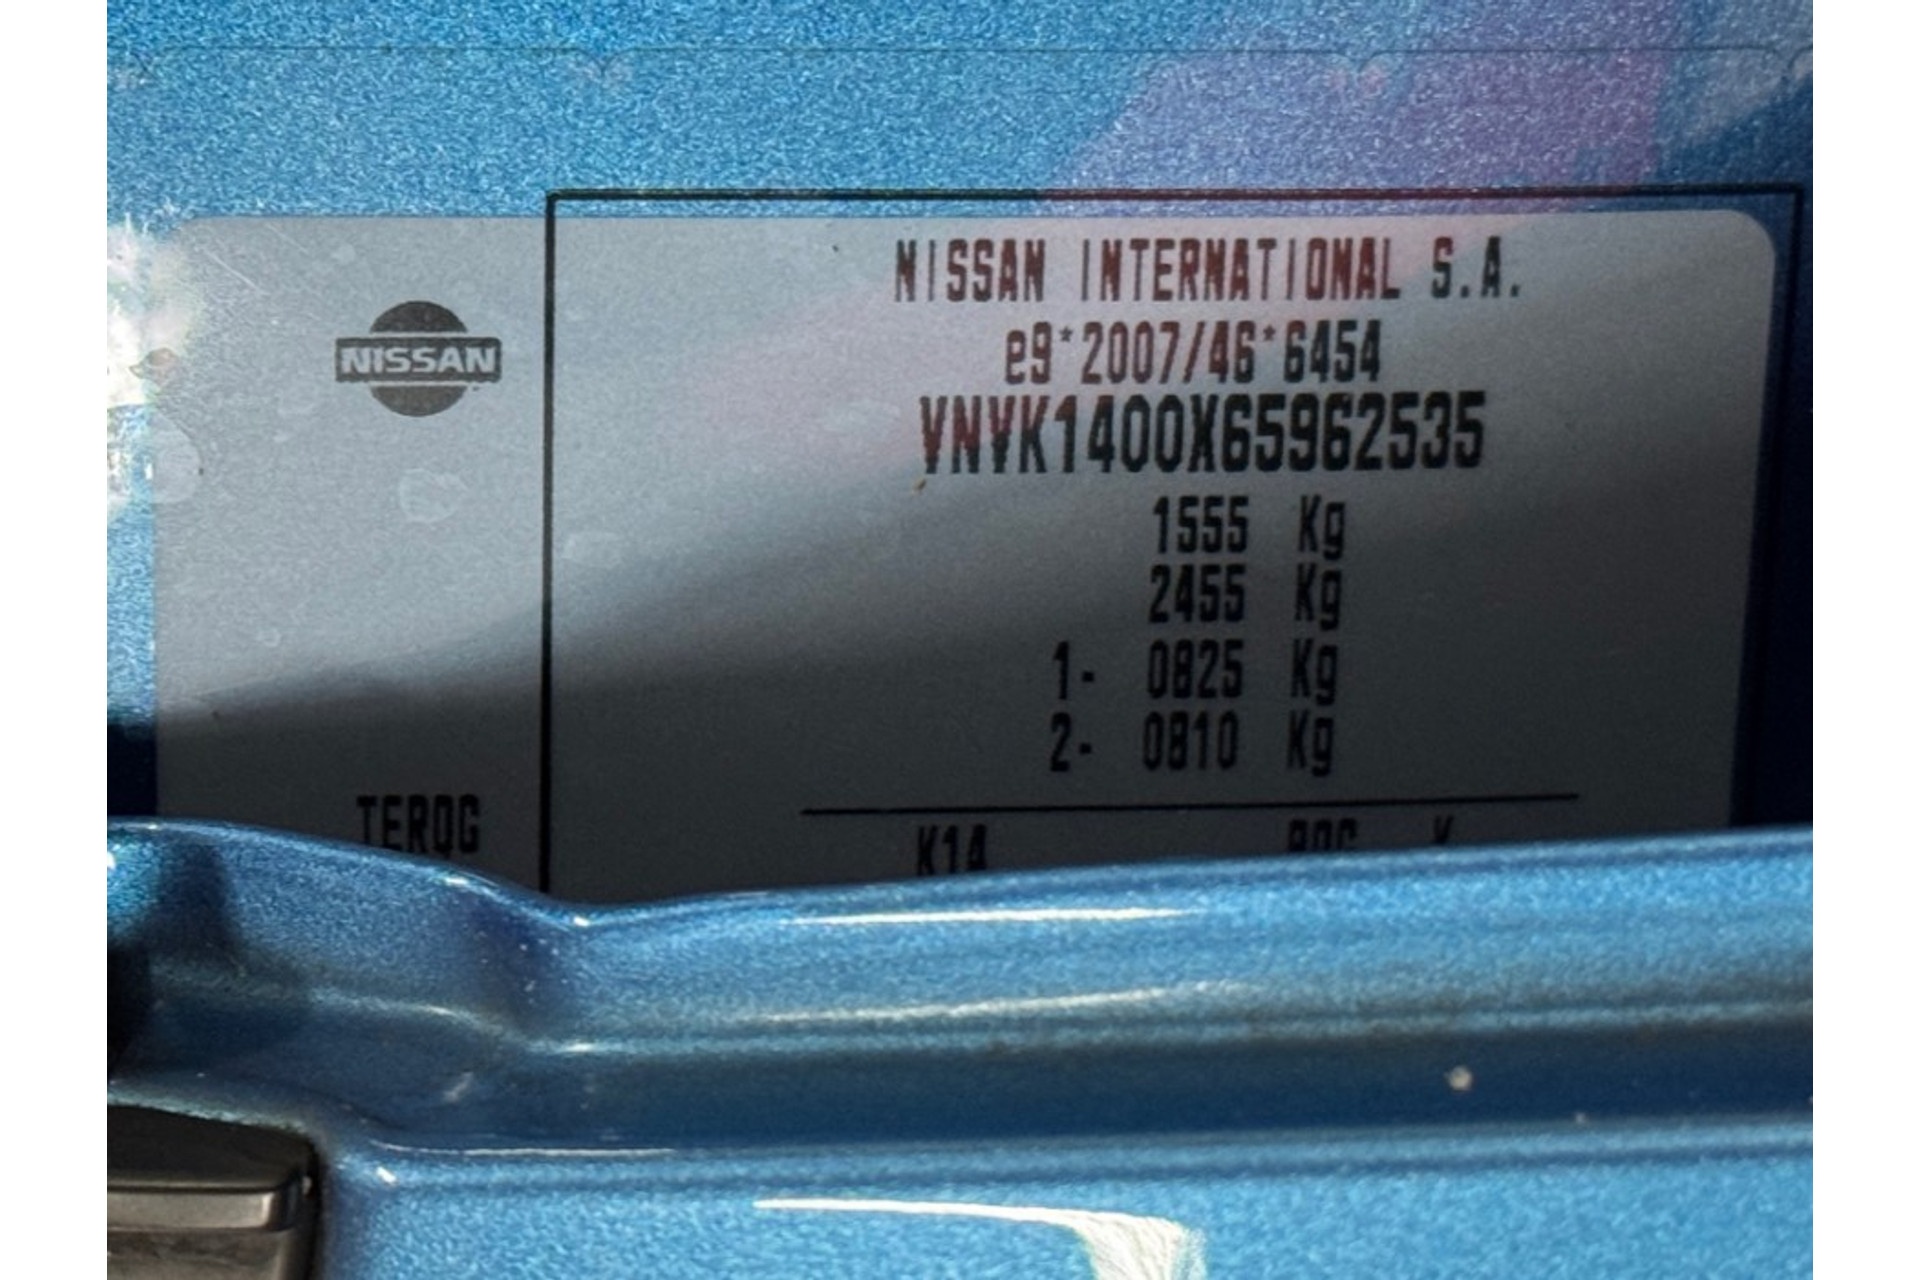 NISSAN
NISSAN INTERNATIONAL S.A.
e9*2007/46*6454
VNVK1400X65962535
1555 Kg
2455 Kg
1- 0825 Kg
2- 0810 Kg
TERQG
K14